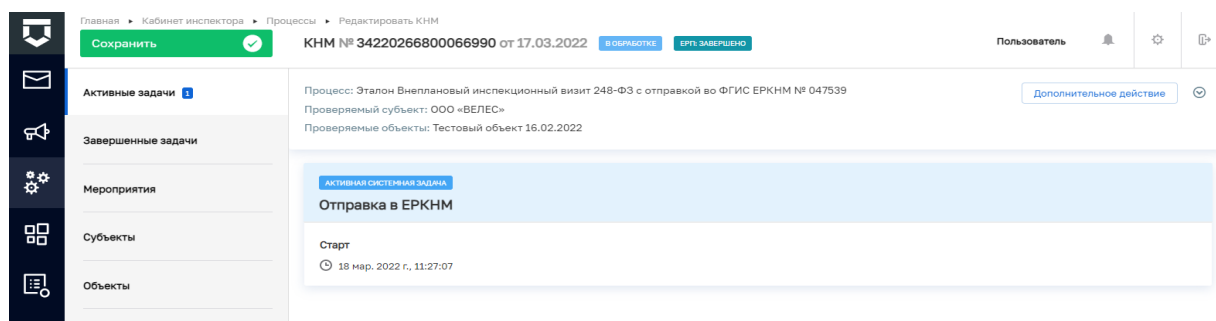 Главная ▸ Кабинет инспектора ▸ Процессы ▸ Редактировать КНМ
Сохранить
КНМ № 34220266800066990 от 17.03.2022 В ОБРАБОТКЕ ЕРП: ЗАВЕРШЕНО
Пользователь
Активные задачи 1
Завершенные задачи
Мероприятия
Субъекты
Объекты
Процесс: Эталон Внеплановый инспекционный визит 248-ФЗ с отправкой во ФГИС ЕРКНМ № 047539
Дополнительное действие
Проверяемый субъект: ООО «ВЕЛЕС»
Проверяемые объекты: Тестовый объект 16.02.2022
АКТИВНАЯ СИСТЕМНАЯ ЗАДАЧА
Отправка в ЕРКНМ
Старт
18 мар. 2022 г., 11:27:07